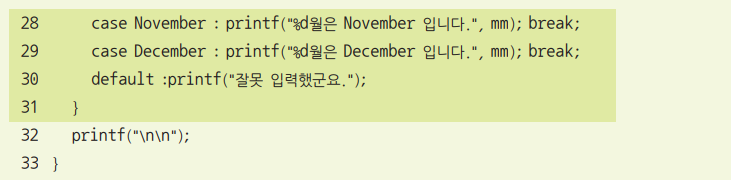 28 case November : printf("%d월은 November 입니다.", mm); break;
29 case December : printf("%d월은 December 입니다.", mm); break;
30 default :printf("잘못 입력했군요.");
31 }
32 printf("\n\n");
33 }